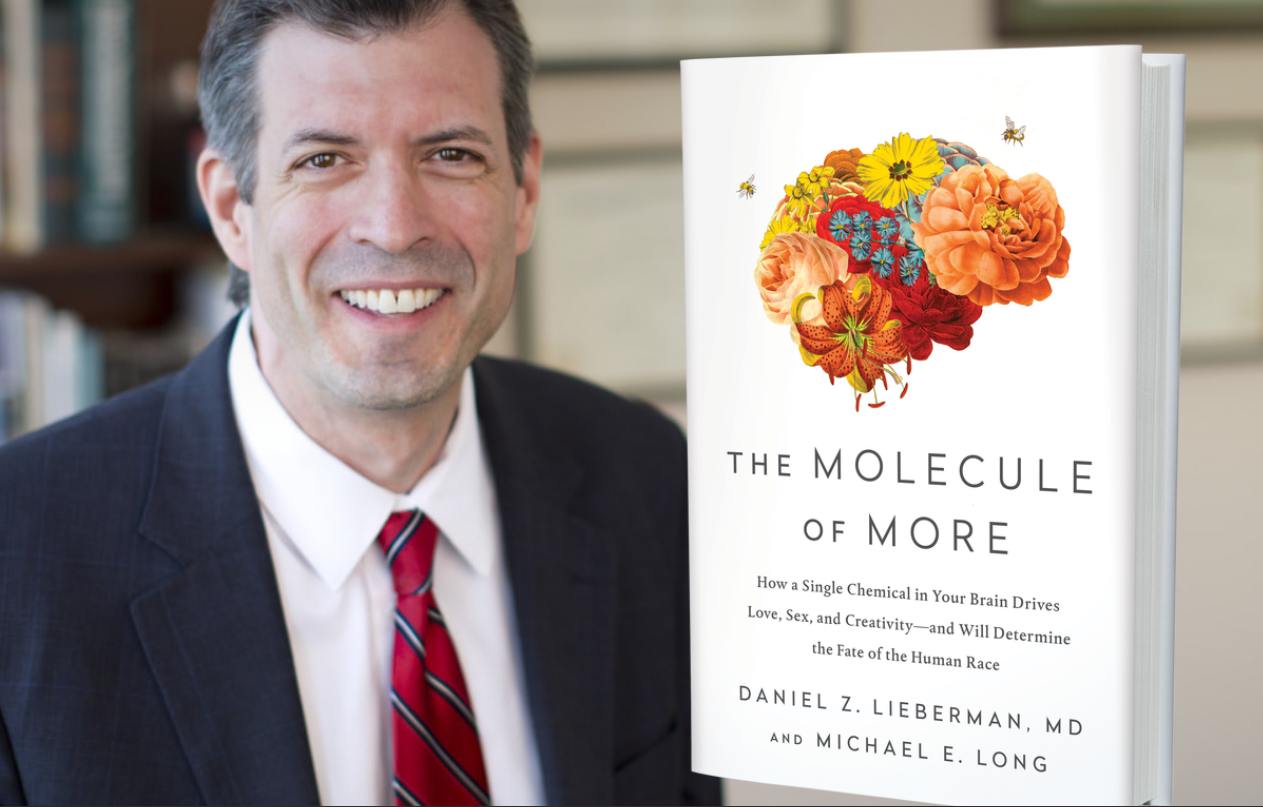 THE MOLECULE
OF MORE
How a Single Chemical in Your Brain Drives
Love, Sex, and Creativity—and Will Determine
the Fate of the Human Race
DANIEL Z. LIEBERMAN, MD
AND MICHAEL E. LONG